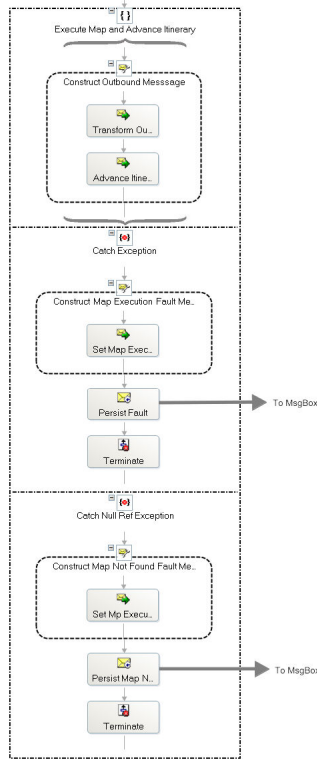 Execute Map and Advance Itinerary
Construct Outbound Messsage
Transform Ou...
Advance Itine...
Catch Exception
Construct Map Execution Fault Me...
Set Map Exec...
Persist Fault
To MsgBox
Terminate
Catch Null Ref Exception
Construct Map Not Found Fault Me...
Set Mp Execu...
Persist Map N...
To MsgBox
Terminate